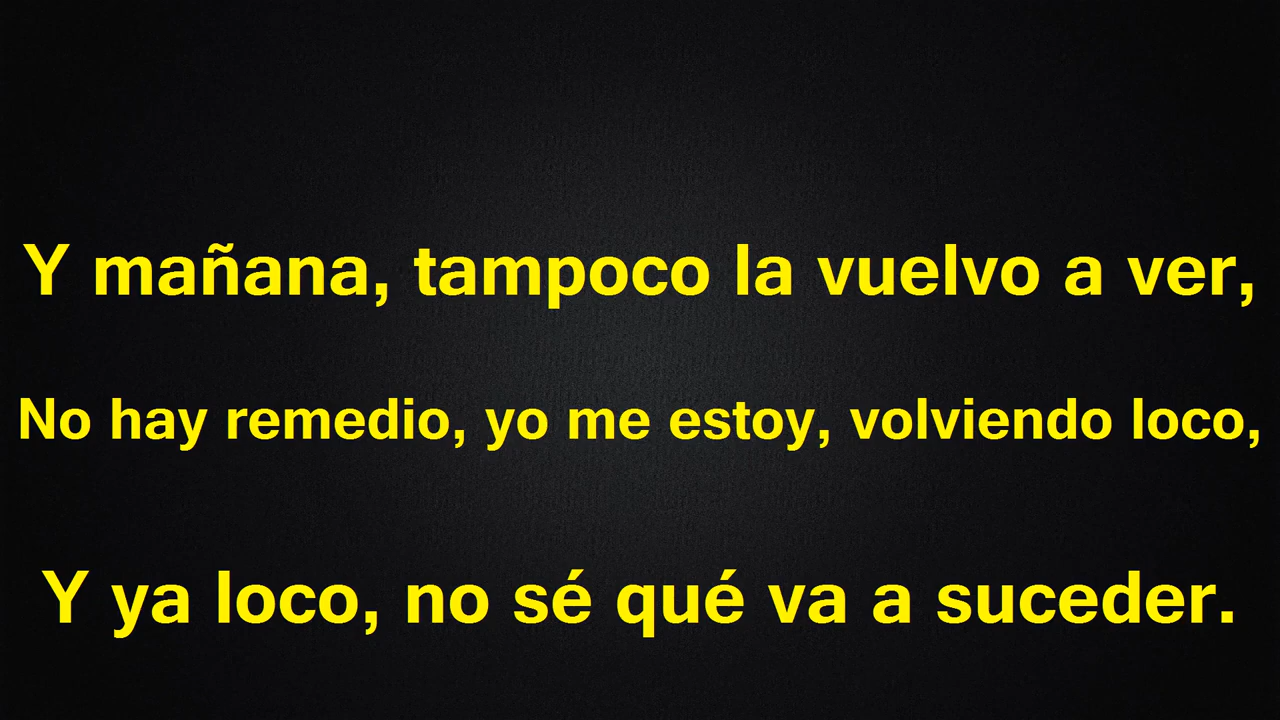 Y mañana, tampoco la vuelvo a ver,
No hay remedio, yo me estoy, volviendo loco,
Y ya loco, no sé qué va a suceder.